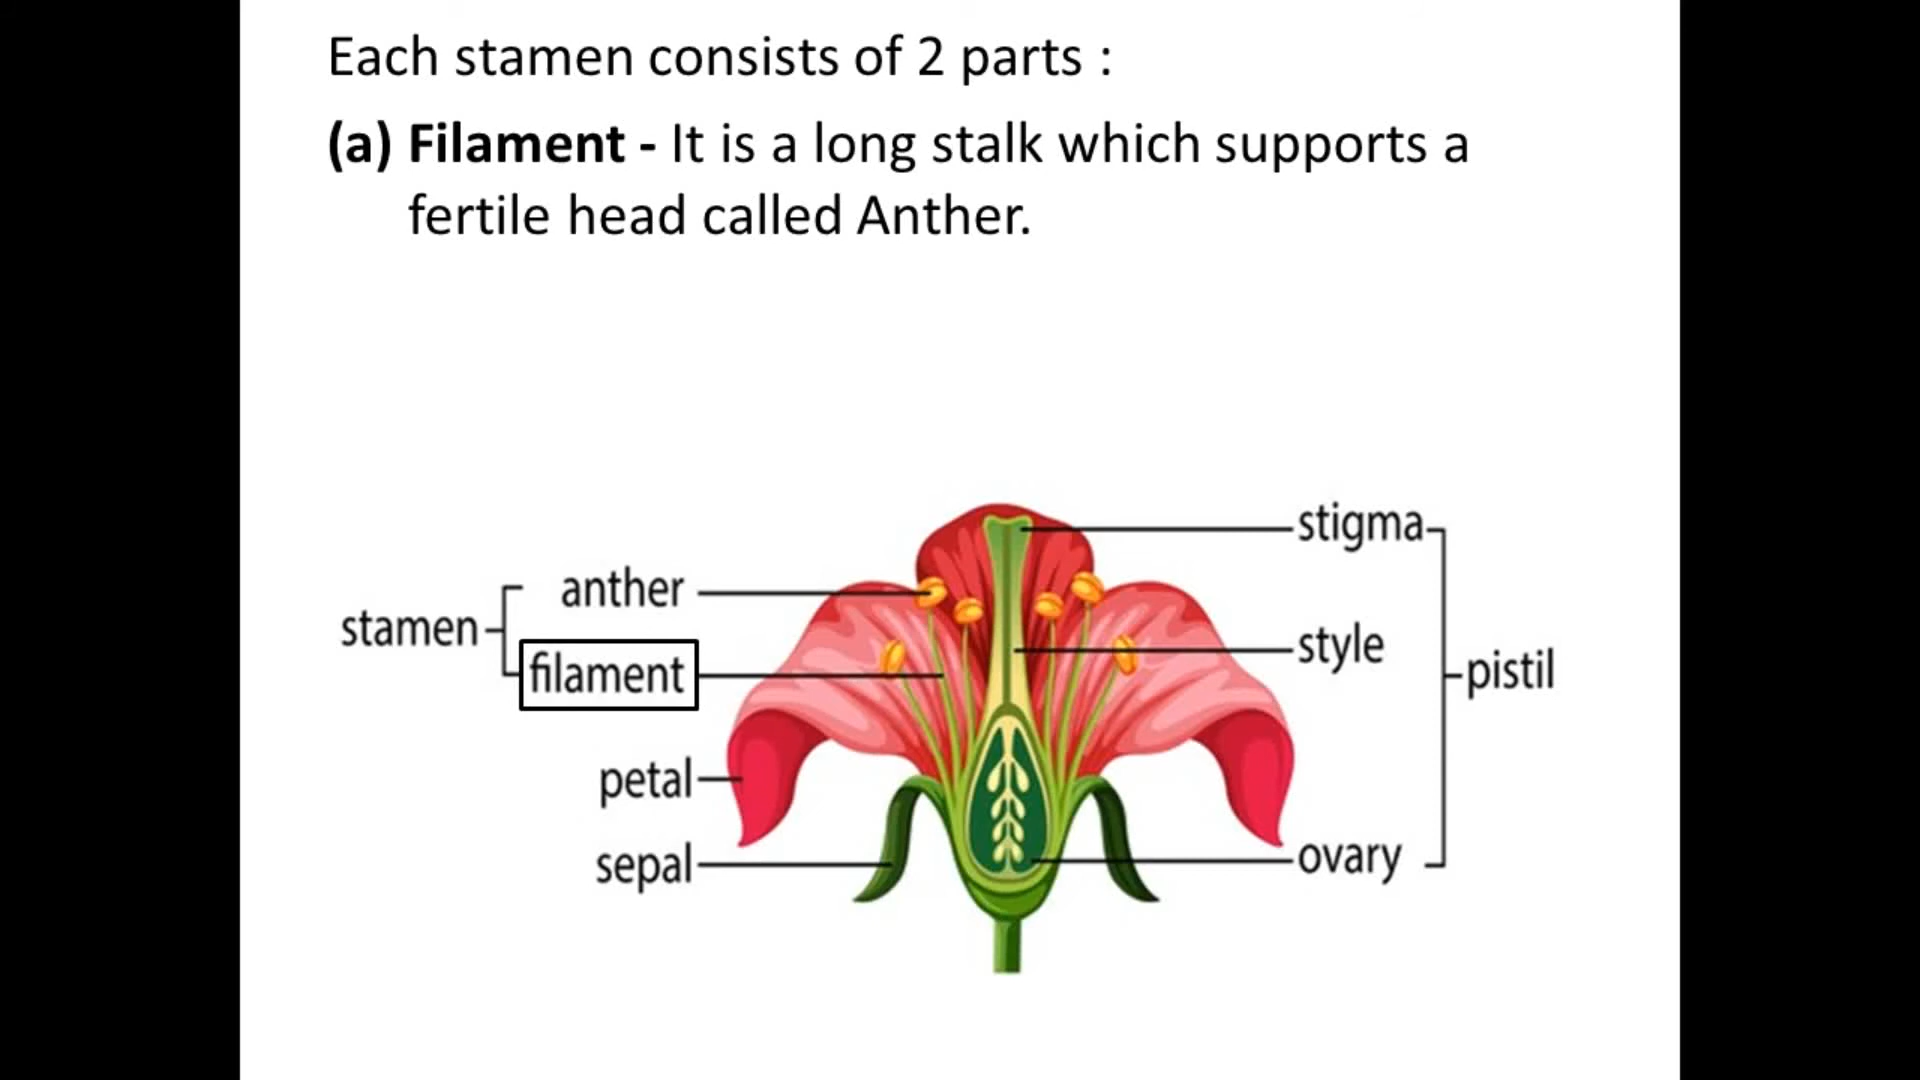 Each stamen consists of 2 parts :
(a) Filament - It is a long stalk which supports a
fertile head called Anther.
stigma
anther
stamen
style
filament
pistil
petal
ovary
sepal